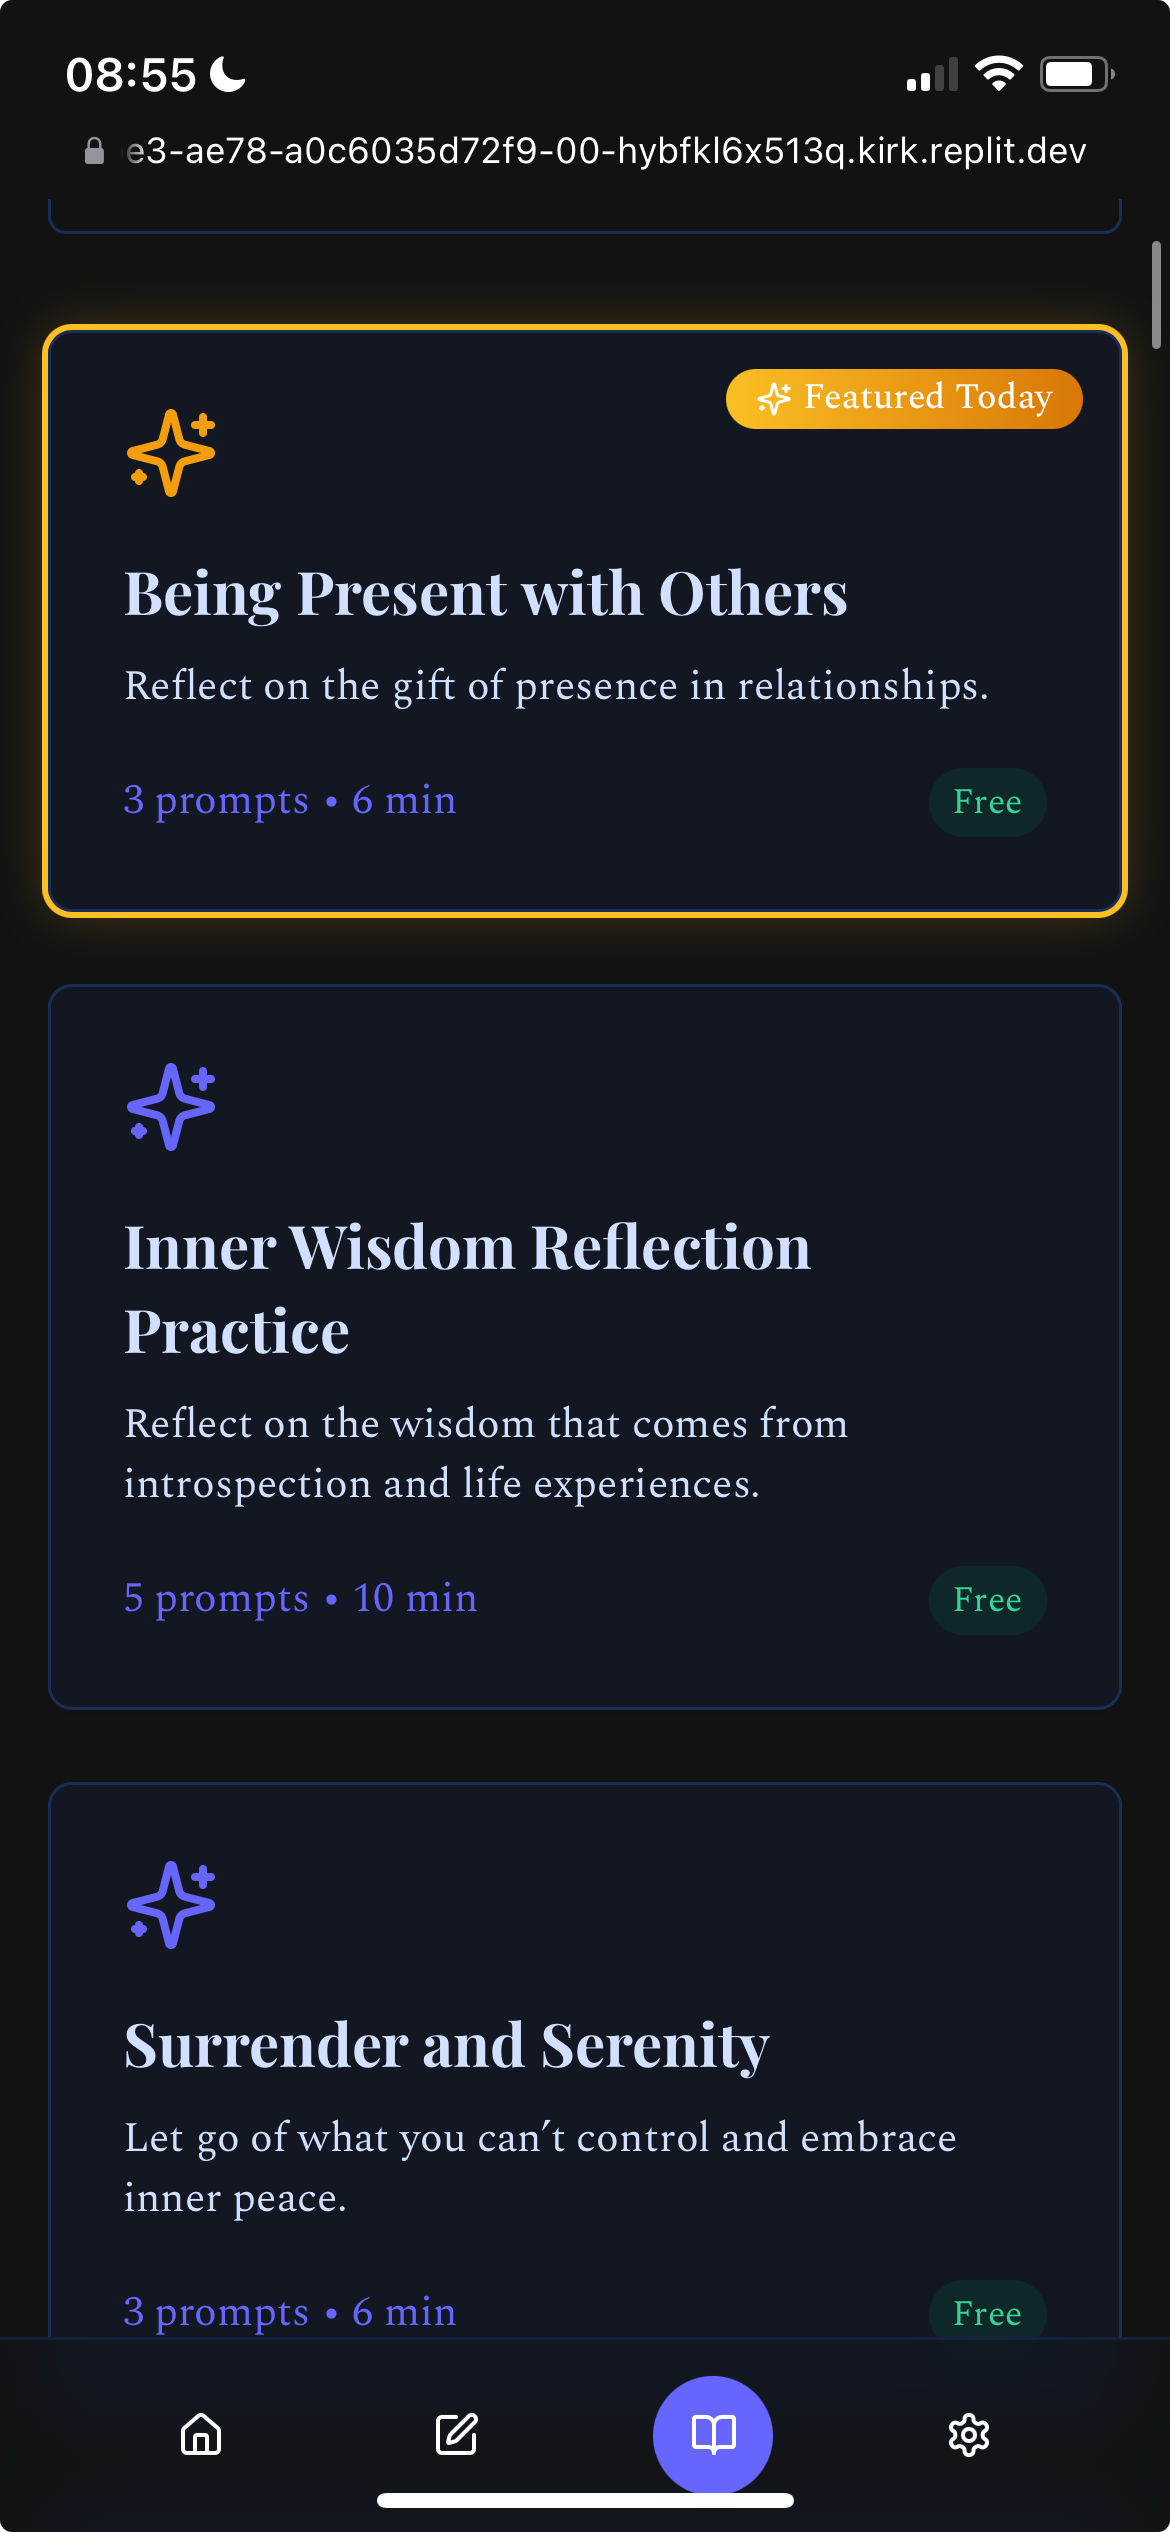 08:55
e3-ae78-a0c6035d72f9-00-hybfkl6x513q.kirk.replit.dev
Featured Today
Being Present with Others
Reflect on the gift of presence in relationships.
3 prompts • 6 min
Free
Inner Wisdom Reflection
Practice
Reflect on the wisdom that comes from
introspection and life experiences.
5 prompts • 10 min
Free
Surrender and Serenity
Let go of what you can´t control and embrace
inner peace.
3 prompts • 6 min
Free